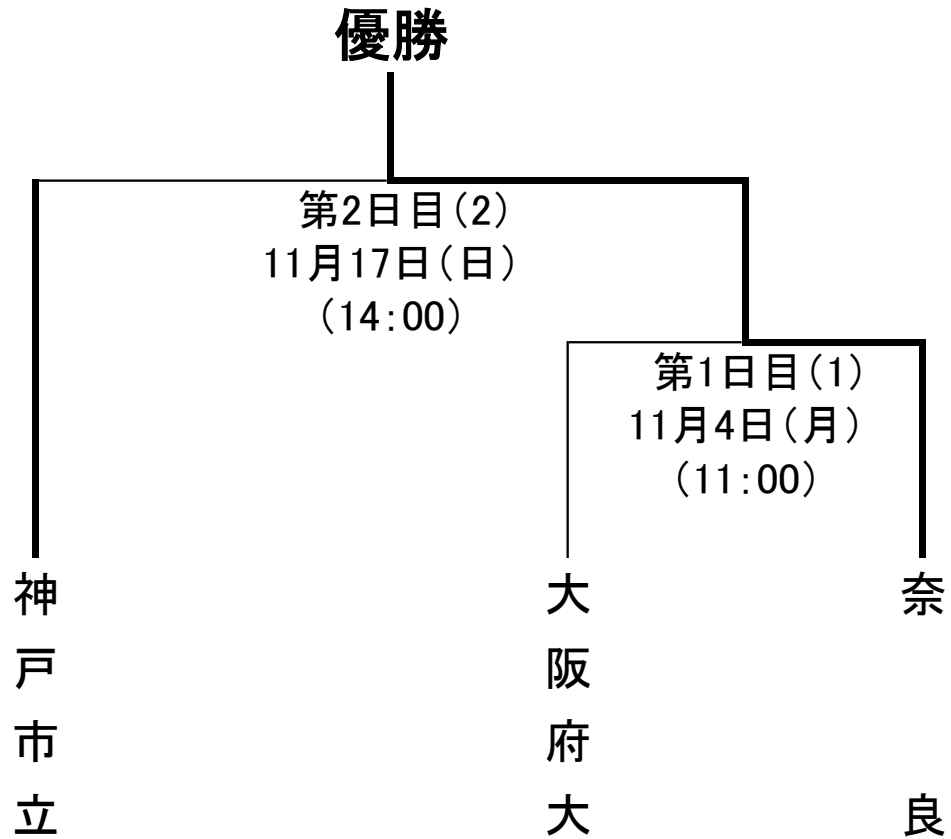 優勝
第2日目(2)
11月17日(日)
(14:00)
第1日目(1)
11月4日(月)
(11:00)
神戸市立
大阪府大
奈良